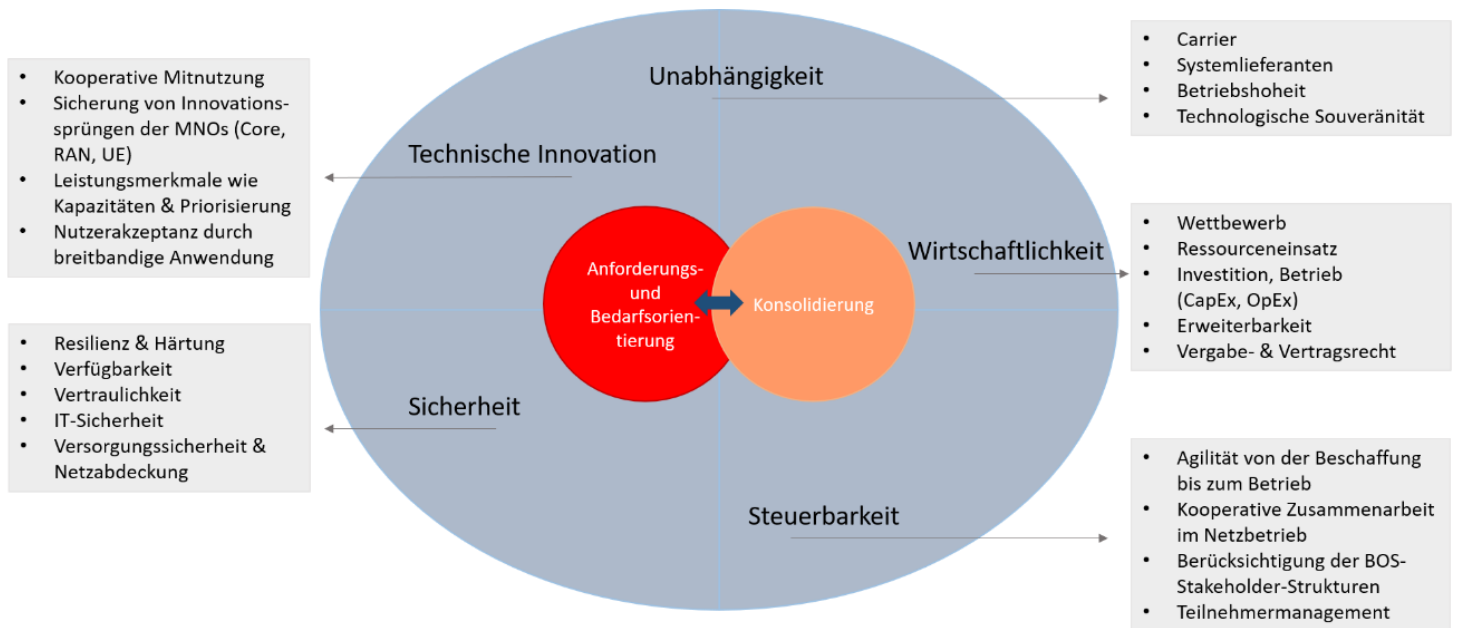 Unabhängigkeit
• Carrier
• Systemlieferanten
• Betriebshoheit
• Technologische Souveränität
Technische Innovation
• Kooperative Mitnutzung
• Sicherung von Innovations-
sprüngen der MNOs (Core,
RAN, UE)
• Leistungsmerkmale wie
Kapazitäten & Priorisierung
• Nutzerakzeptanz durch
breitbandige Anwendung
Wirtschaftlichkeit
• Wettbewerb
• Ressourceneinsatz
• Investition, Betrieb
(CapEx, OpEx)
• Erweiterbarkeit
• Vergabe- & Vertragsrecht
Anforderungs-
und
Bedarfsorien-
tierung
Konsolidierung
Sicherheit
• Resilienz & Härtung
• Verfügbarkeit
• Vertraulichkeit
• IT-Sicherheit
• Versorgungssicherheit &
Netzabdeckung
Steuerbarkeit
• Agilität von der Beschaffung
bis zum Betrieb
• Kooperative Zusammenarbeit
im Netzbetrieb
• Berücksichtigung der BOS-
Stakeholder-Strukturen
• Teilnehmermanagement